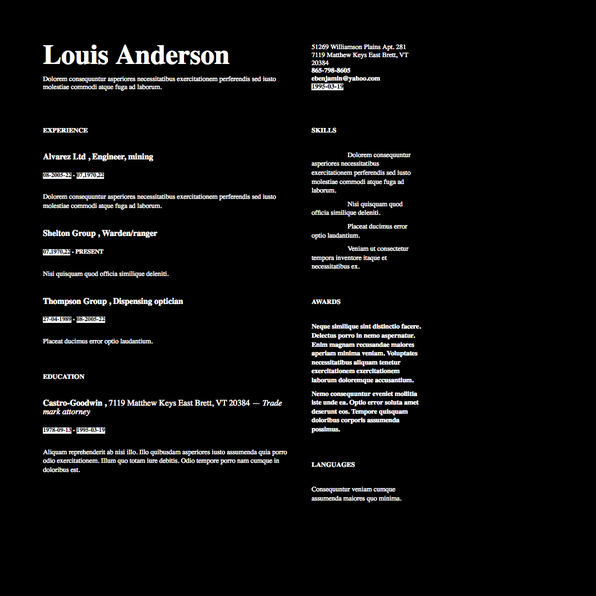 Louis Anderson
Dolorem consequuntur asperiores necessitatibus exercitationem perferendis sed iusto
molestiae commodi atque fuga ad laborum.
51269 Williamson Plains Apt. 281
7119 Matthew Keys East Brett, VT
20384
865-798-8605
ebenjamin@yahoo.com
1995-03-19
EXPERIENCE
Alvarez Ltd , Engineer, mining
08-2005-22 - 07.1970.22
Dolorem consequuntur asperiores necessitatibus exercitationem perferendis sed iusto
molestiae commodi atque fuga ad laborum.
Shelton Group , Warden/ranger
07.1970.22 - PRESENT
Nisi quisquam quod officia similique deleniti.
Thompson Group , Dispensing optician
27-04-1989 - 08-2005-22
Placeat ducimus error optio laudantium.
EDUCATION
Castro-Goodwin , 7119 Matthew Keys East Brett, VT 20384 — Trade
mark attorney
1978-09-13 - 1995-03-19
Aliquam reprehenderit ab nisi illo. Illo quibusdam asperiores iusto assumenda quia porro
odio exercitationem. Illum quo totam iure debitis. Odio tempore porro nam cumque in
doloribus est.
SKILLS
Dolorem consequuntur
asperiores necessitatibus
exercitationem perferendis sed iusto
molestiae commodi atque fuga ad
laborum.
Nisi quisquam quod
officia similique deleniti.
Placeat ducimus error
optio laudantium.
Veniam ut consectetur
tempora inventore itaque et
necessitatibus ex.
AWARDS
Neque similique sint distinctio facere.
Delectus porro in nemo aspernatur.
Enim magnam recusandae maiores
aperiam minima veniam. Voluptates
necessitatibus aliquam tenetur
exercitationem exercitationem
laborum doloremque accusantium.
Nemo consequuntur eveniet mollitia
iste unde ea. Optio error soluta amet
deserunt eos. Tempore quisquam
doloribus corporis assumenda
possimus.
LANGUAGES
Consequuntur veniam cumque
assumenda maiores quo minima.